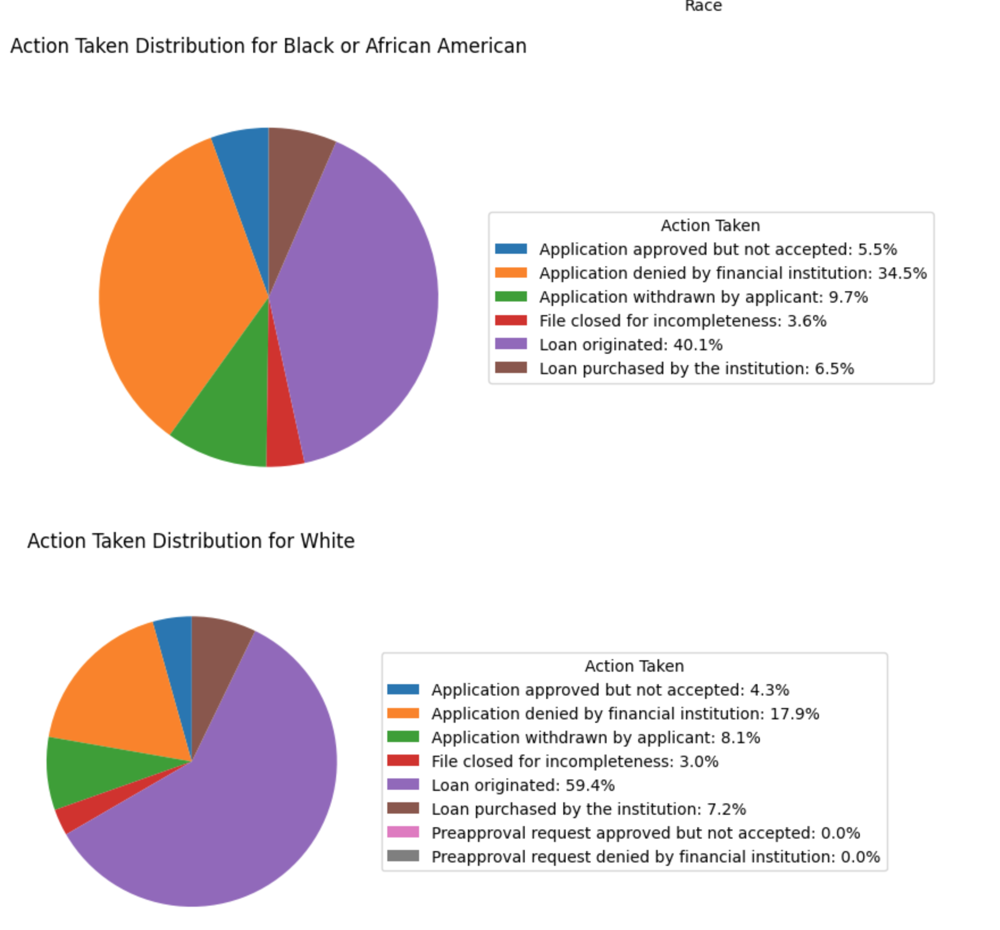 Race
Action Taken Distribution for Black or African American
Action Taken
Application approved but not accepted: 5.5%
Application denied by financial institution: 34.5%
Application withdrawn by applicant: 9.7%
File closed for incompleteness: 3.6%
Loan originated: 40.1%
Loan purchased by the institution: 6.5%
Action Taken Distribution for White
Action Taken
Application approved but not accepted: 4.3%
Application denied by financial institution: 17.9%
Application withdrawn by applicant: 8.1%
File closed for incompleteness: 3.0%
Loan originated: 59.4%
Loan purchased by the institution: 7.2%
Preapproval request approved but not accepted: 0.0%
Preapproval request denied by financial institution: 0.0%